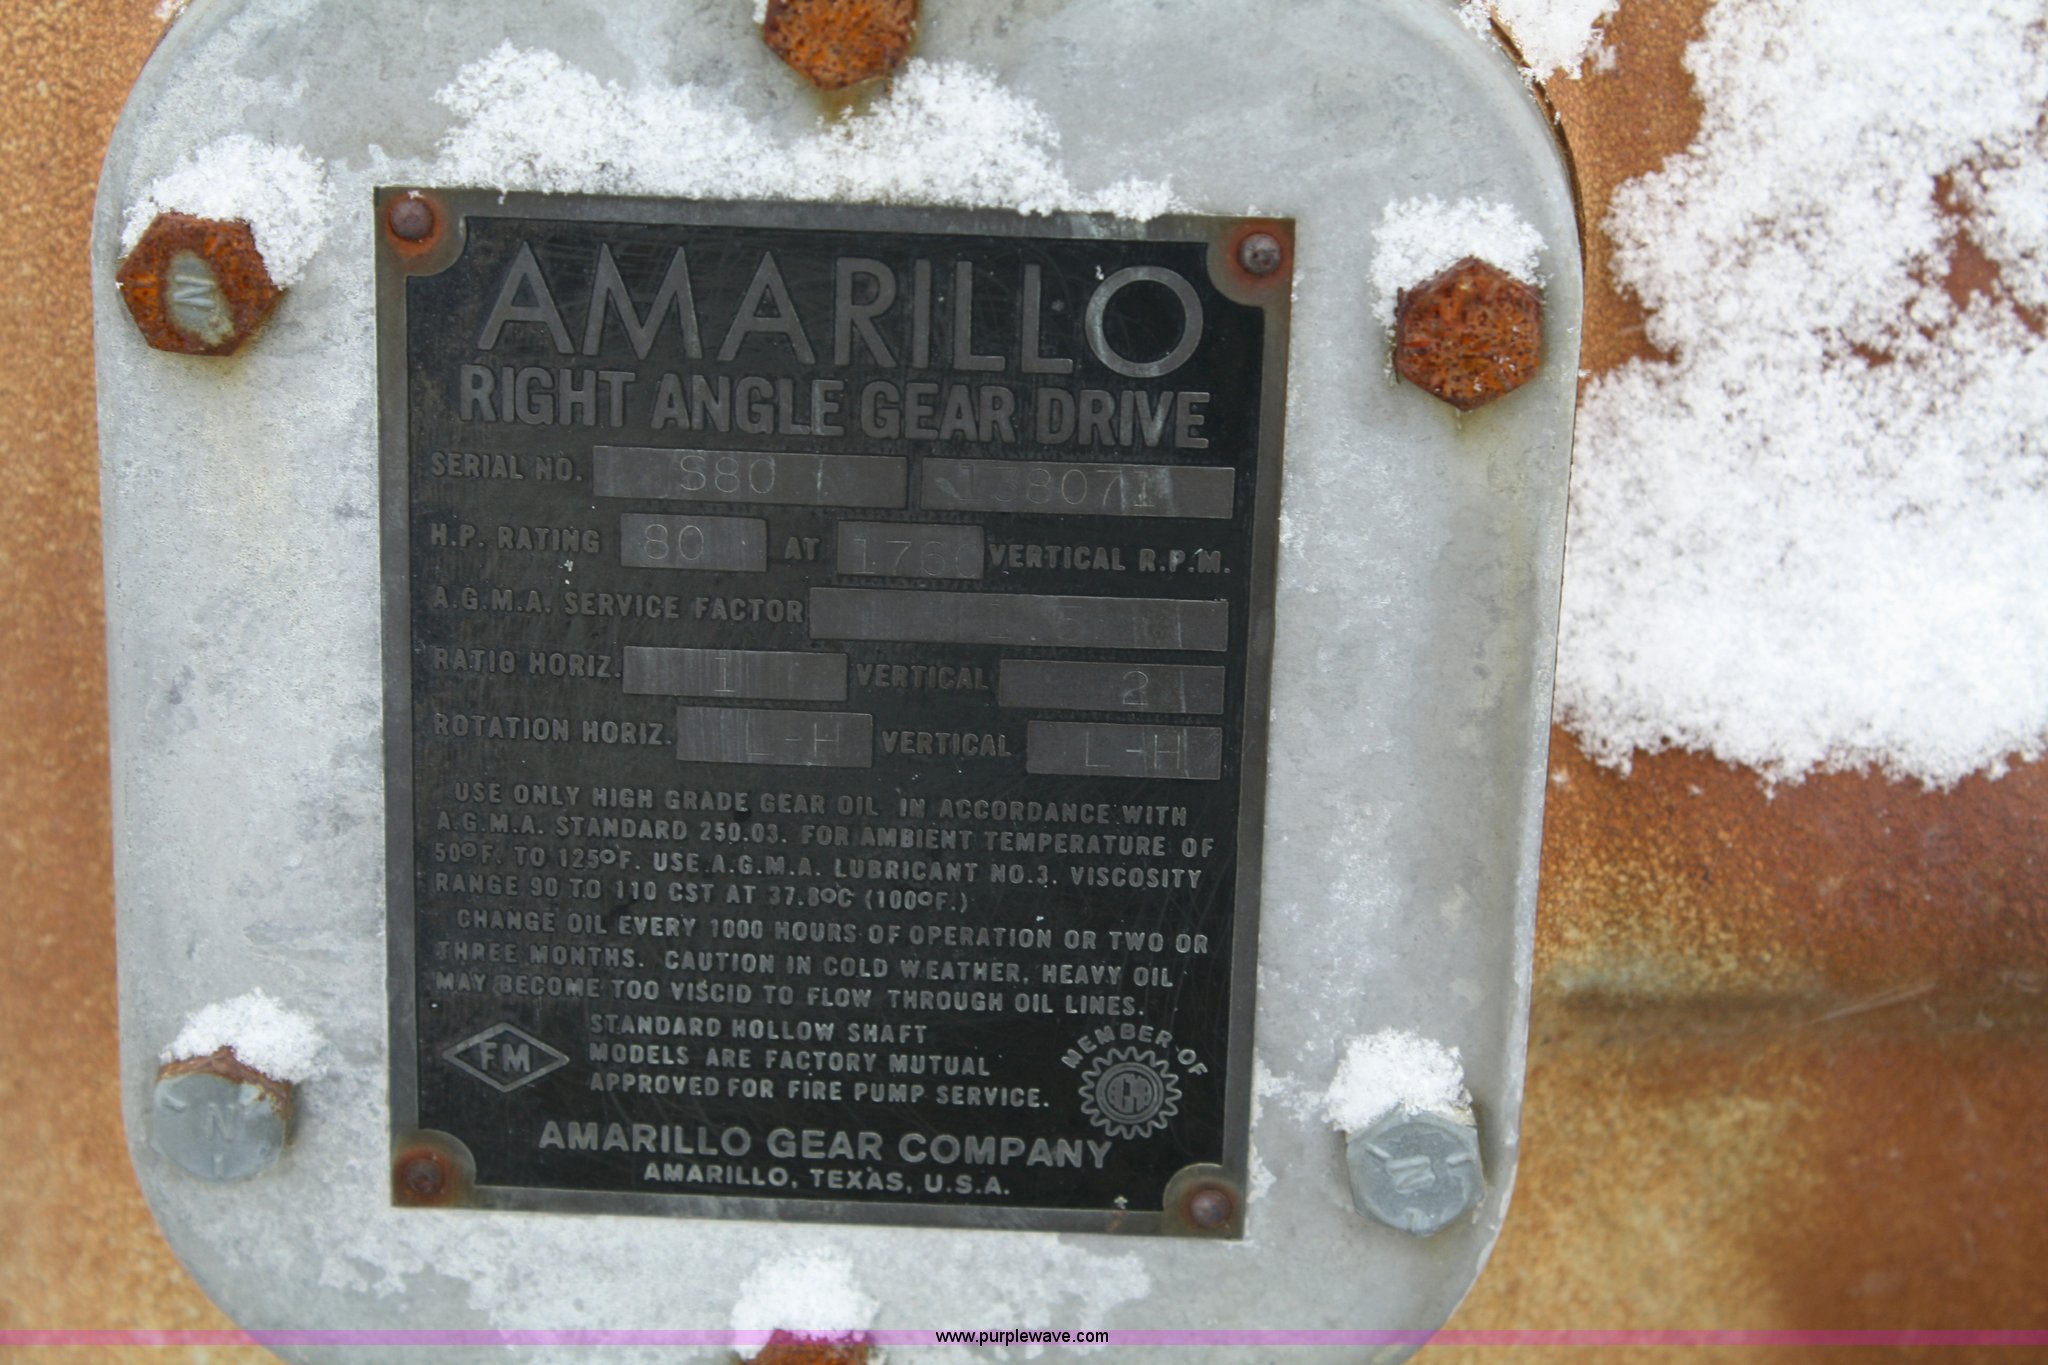 AMARILLO
RIGHT ANGLE GEAR DRIVE
SERIAL NO. S80 138071
H.P. RATING 80 AT 1760 VERTICAL R.P.M.
A.G.M.A. SERVICE FACTOR
RATIO HORIZ. 1 VERTICAL 2
ROTATION HORIZ. L-H VERTICAL L-H
USE ONLY HIGH GRADE GEAR OIL IN ACCORDANCE WITH
A.G.M.A. STANDARD 250.03. FOR AMBIENT TEMPERATURE OF
50°F. TO 125°F. USE A.G.M.A. LUBRICANT NO.3. VISCOSITY
RANGE 90 TO 110 CST AT 37.8°C (100°F.)
CHANGE OIL EVERY 1000 HOURS OF OPERATION OR TWO OR
THREE MONTHS. CAUTION IN COLD WEATHER, HEAVY OIL
MAY BECOME TOO VISCID TO FLOW THROUGH OIL LINES.
FM
STANDARD HOLLOW SHAFT
MODELS ARE FACTORY MUTUAL
APPROVED FOR FIRE PUMP SERVICE.
MEMBER OF
AMARILLO GEAR COMPANY
AMARILLO, TEXAS, U.S.A.
N
N
N
www.purplewave.com